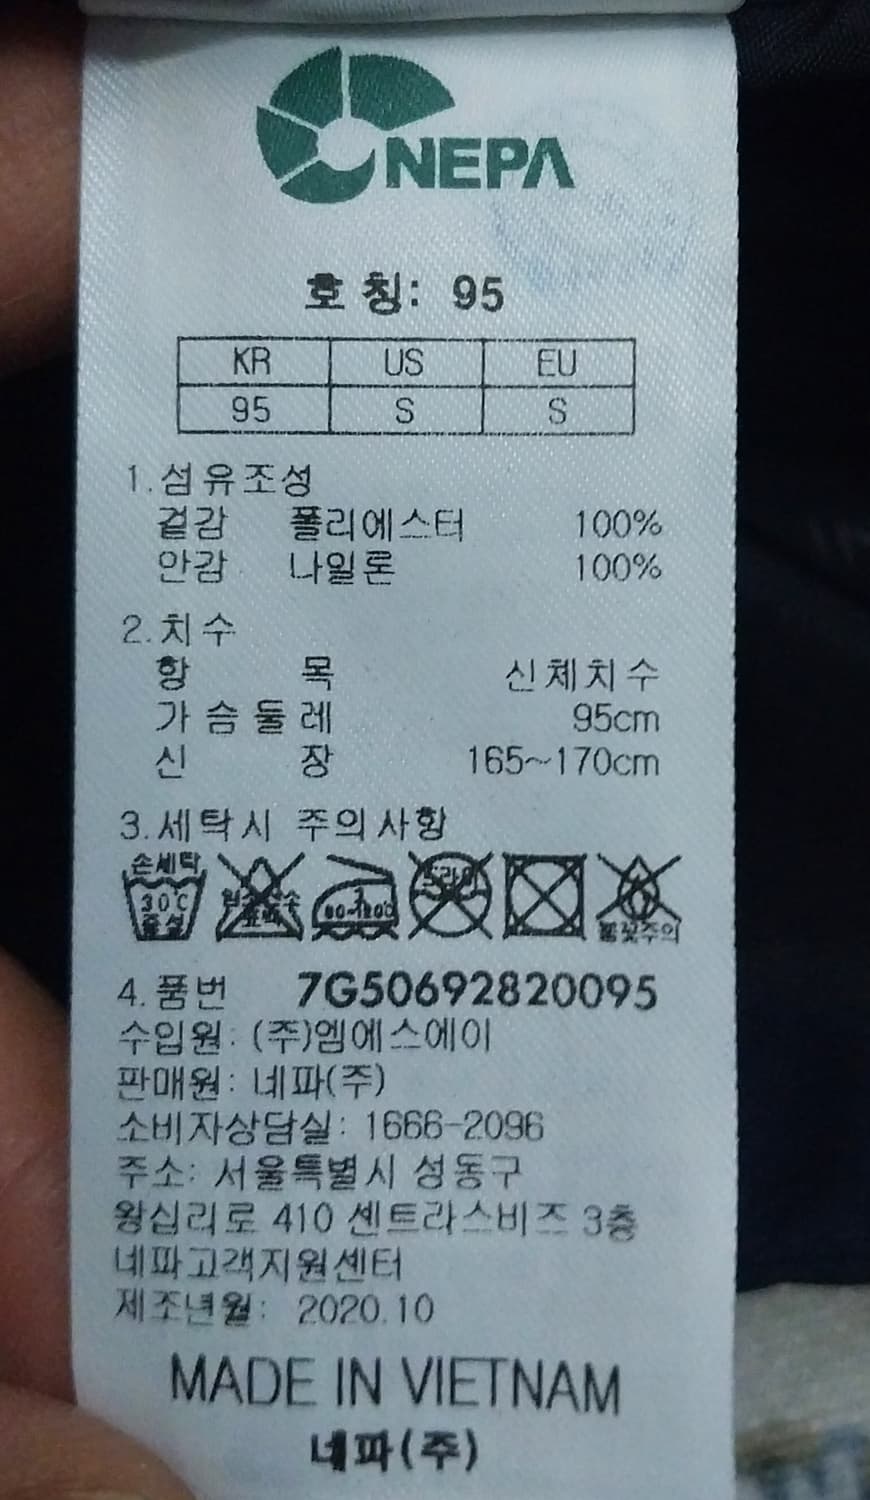 NEPA
호 칭: 95
KR US EU
95 S S
1.섬유조성
겉감 폴리에스터 100%
안감 나일론 100%
2.치수
항 목 신체치수
가슴둘레 95cm
신 장 165~170cm
3.세탁시 주의사항
손세탁
30℃ 중성
드라이
불꽃주의
4.품번 7G50692820095
수입원: (주)엠에스에이
판매원: 네파(주)
소비자상담실: 1666-2096
주소: 서울특별시 성동구
왕십리로 410 센트라스비즈 3층
네파고객지원센터
제조년월: 2020.10
MADE IN VIETNAM
네파(주)